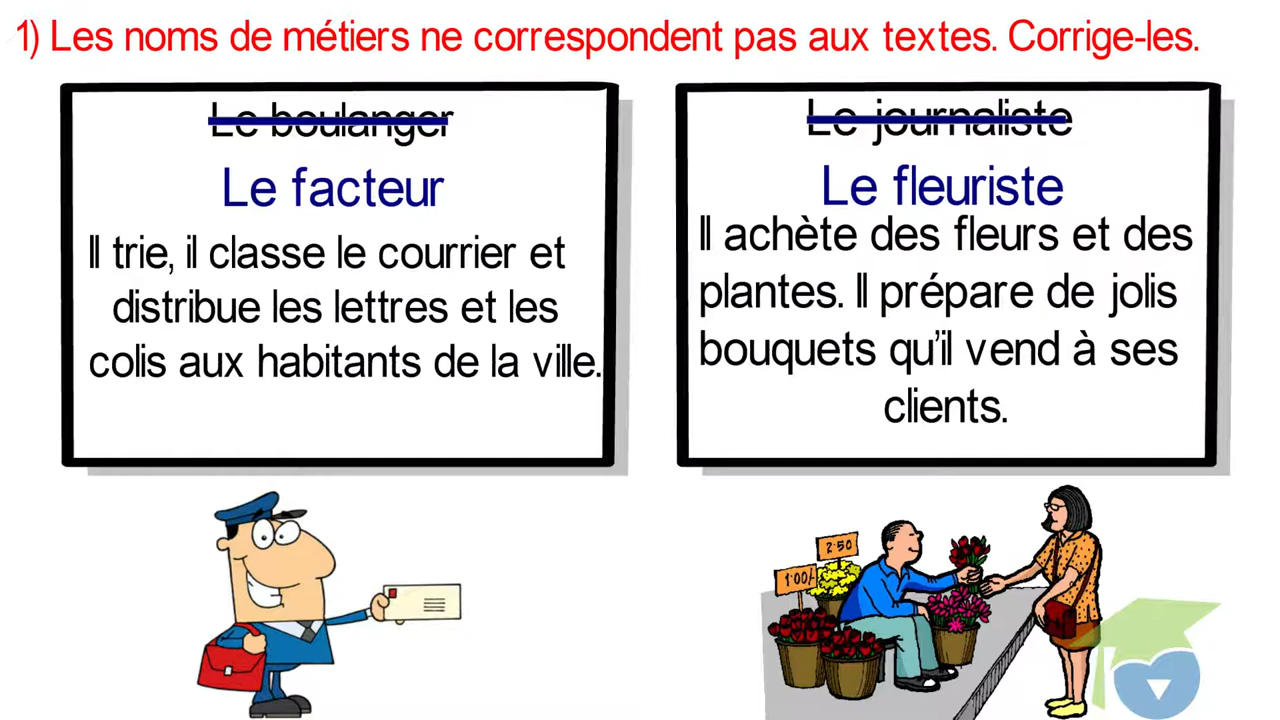 1) Les noms de métiers ne correspondent pas aux textes. Corrige-les.
Le boulanger
Le facteur
Il trie, il classe le courrier et
distribue les lettres et les
colis aux habitants de la ville.
Le journaliste
Le fleuriste
Il achète des fleurs et des
plantes. Il prépare de jolis
bouquets qu'il vend à ses
clients.
2·50
1·00/-